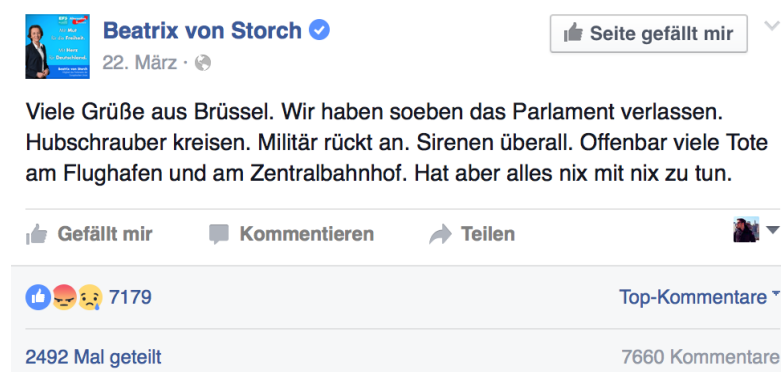 Beatrix von Storch
22. März ·
Seite gefällt mir
Viele Grüße aus Brüssel. Wir haben soeben das Parlament verlassen.
Hubschrauber kreisen. Militär rückt an. Sirenen überall. Offenbar viele Tote
am Flughafen und am Zentralbahnhof. Hat aber alles nix mit nix zu tun.
Gefällt mir Kommentieren Teilen
7179 Top-Kommentare
2492 Mal geteilt 7660 Kommentare